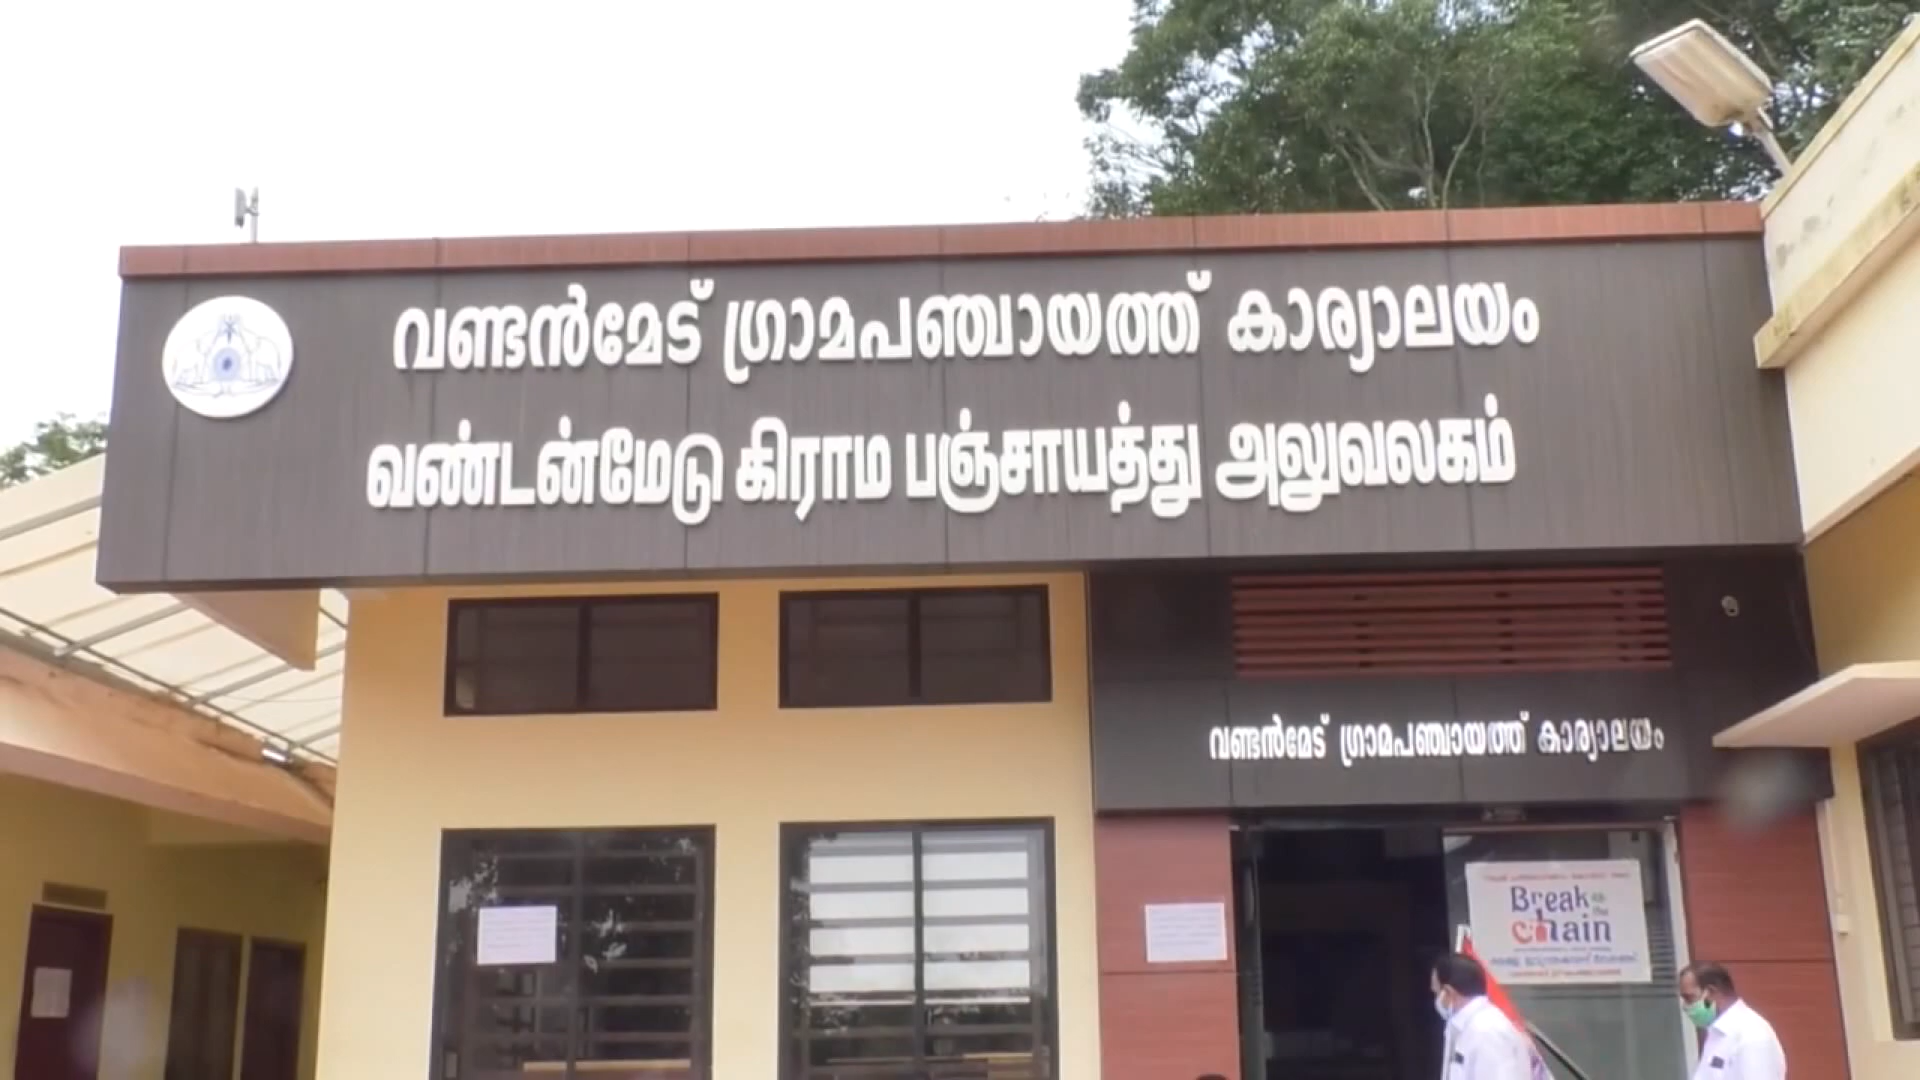 വണ്ടൻമേട് ഗ്രാമപഞ്ചായത്ത് കാര്യാലയം
வண்டன்மேடு கிராம பஞ்சாயத்து அலுவலகம்
വണ്ടൻമേട് ഗ്രാമപഞ്ചായത്ത് കാര്യാലയം
Break
the
chain